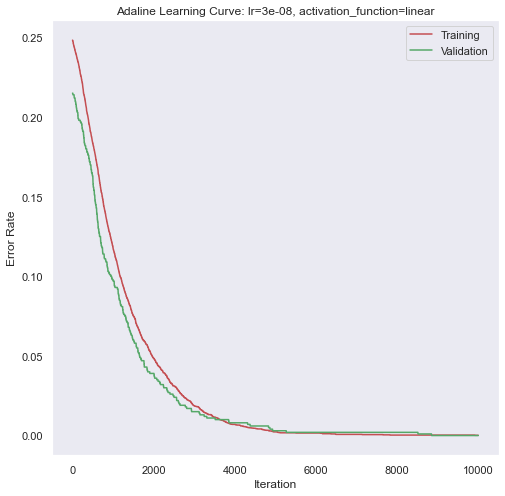 Adaline Learning Curve: lr=3e-08, activation_function=linear
Training
Validation
0.25
0.20
0.15
0.10
0.05
0.00
Error Rate
0 2000 4000 6000 8000 10000
Iteration